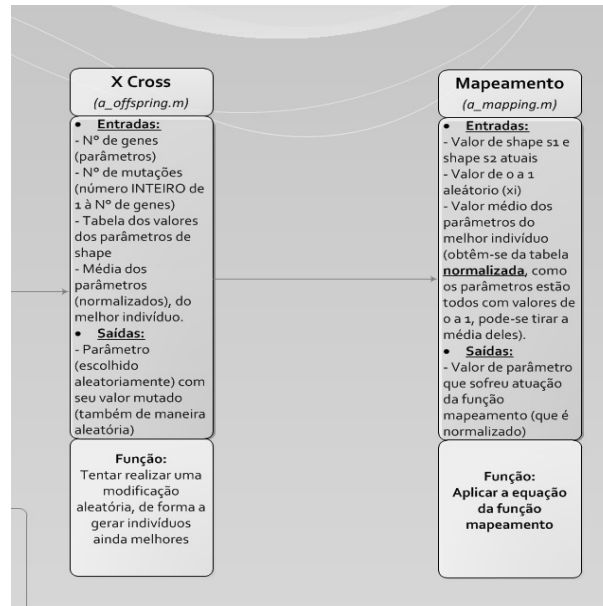 X Cross
(a_offspring.m)
• Entradas:
- Nº de genes
(parâmetros)
- Nº de mutações
(número INTEIRO de
1 à Nº de genes)
- Tabela dos valores
dos parâmetros de
shape
- Média dos
parâmetros
(normalizados), do
melhor indivíduo.
• Saídas:
- Parâmetro
(escolhido
aleatoriamente) com
seu valor mutado
(também de maneira
aleatória)
Função:
Tentar realizar uma
modificação
aleatória, de forma a
gerar indivíduos
ainda melhores
Mapeamento
(a_mapping.m)
• Entradas:
- Valor de shape s1 e
shape s2 atuais
- Valor de 0 a 1
aleátorio (xi)
- Valor médio dos
parâmetros do
melhor indivíduo
(obtêm-se da tabela
normalizada, como
os parâmetros estão
todos com valores de
0 a 1, pode-se tirar a
média deles).
• Saídas:
- Valor de parâmetro
que sofreu atuação
da função
mapeamento (que é
normalizado)
Função:
Aplicar a equação
da função
mapeamento